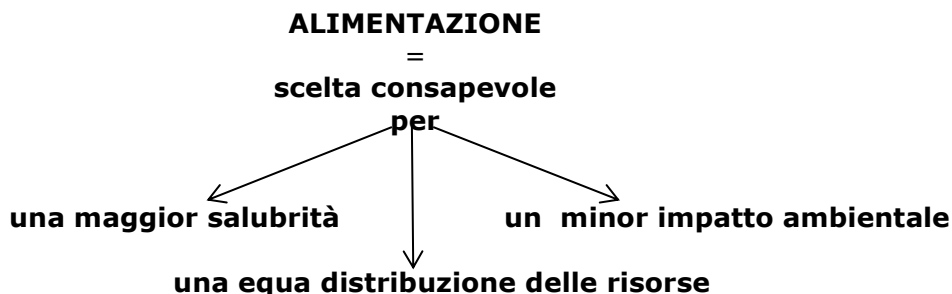 ALIMENTAZIONE
=
scelta consapevole
per
una maggior salubrità
un minor impatto ambientale
una equa distribuzione delle risorse